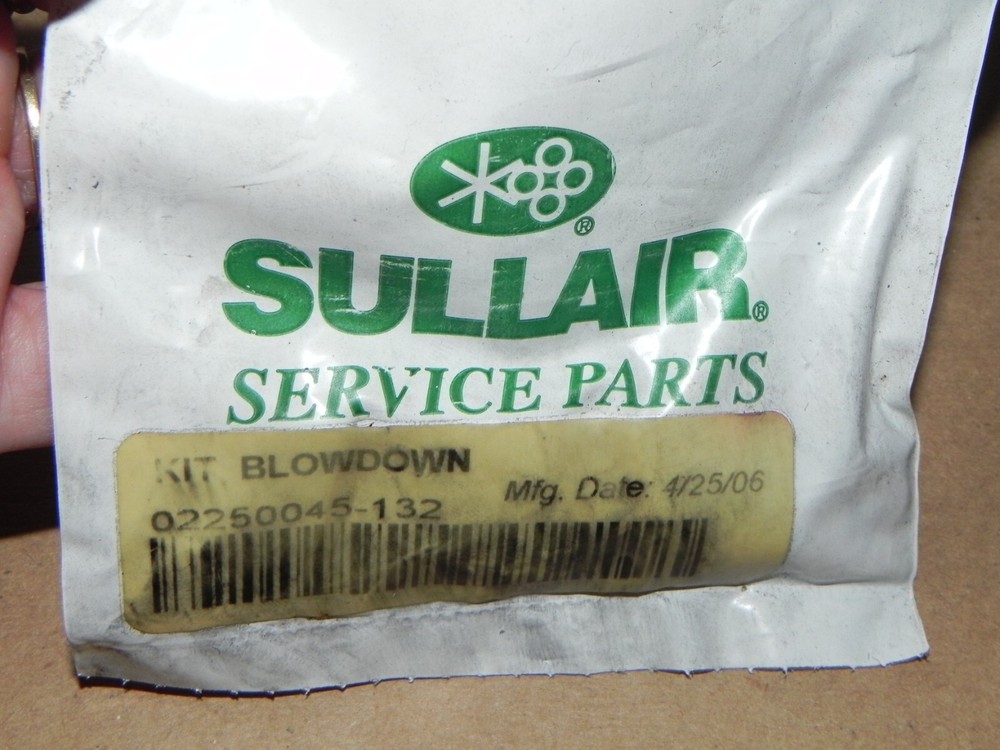 ®
SULLAIR®
SERVICE PARTS
KIT, BLOWDOWN
Mfg. Date: 4/25/06
02250045-132